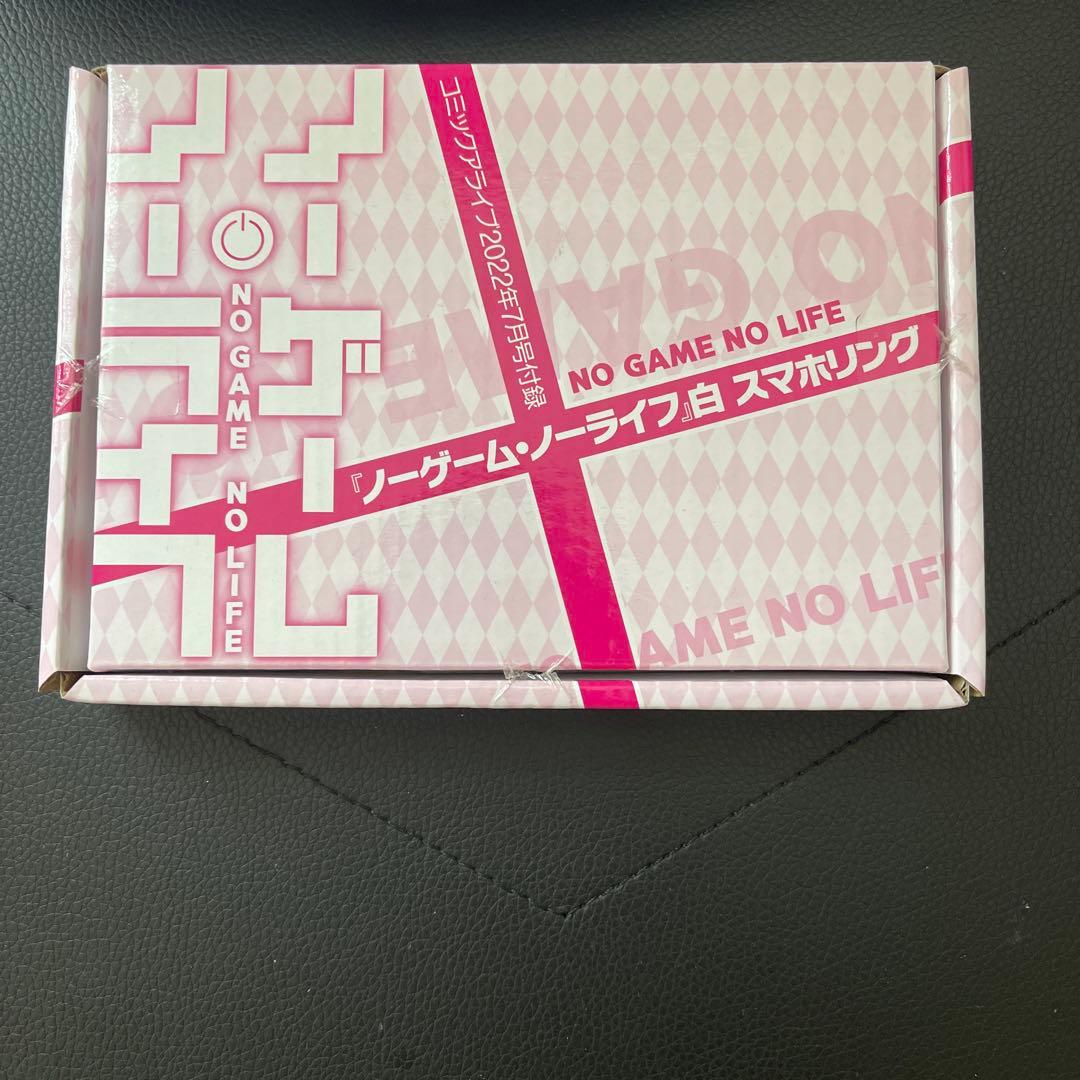 ノーゲーム
ノーライフ
NO GAME NO LIFE
コミックアライブ2022年7月号付録
NO GAME NO LIFE
NO GAME NO LIFE
『ノーゲーム・ノーライフ』白 スマホリング
GAME NO LIF